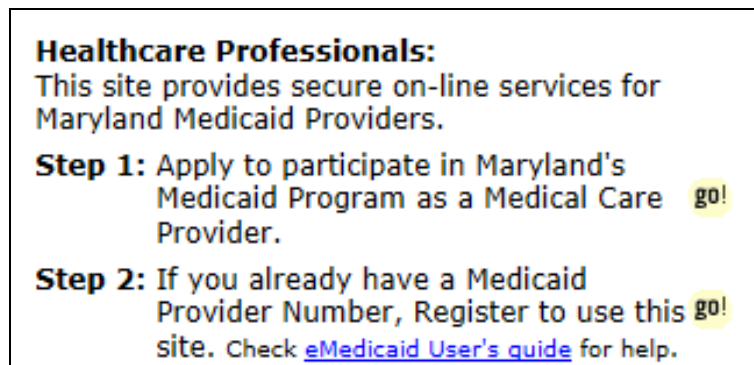 Healthcare Professionals:
This site provides secure on-line services for
Maryland Medicaid Providers.
Step 1: Apply to participate in Maryland's
Medicaid Program as a Medical Care go!
Provider.
Step 2: If you already have a Medicaid
Provider Number, Register to use this go!
site. Check eMedicaid User's guide for help.